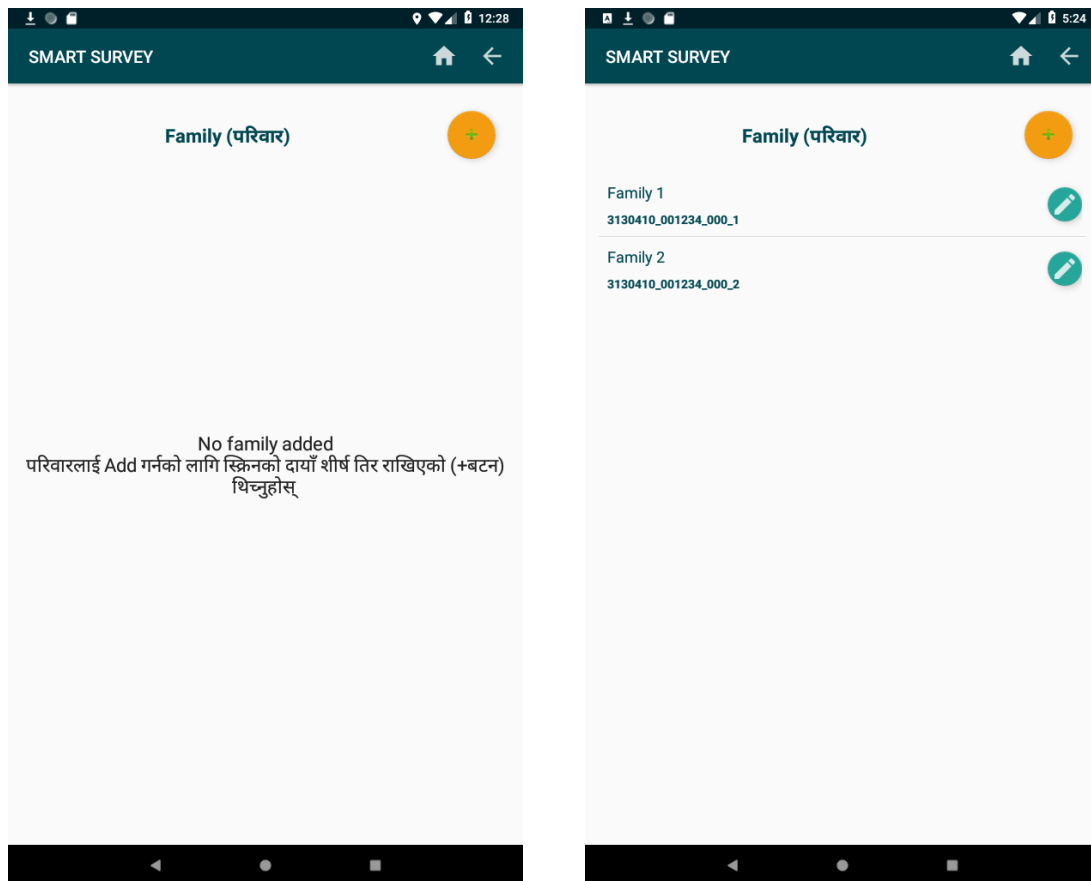 12:28
SMART SURVEY
Family (परिवार)
+
No family added
परिवारलाई Add गर्नको लागि स्क्रिनको दायाँ शीर्ष तिर राखिएको (+बटन)
थिच्नुहोस्
5:24
SMART SURVEY
Family (परिवार)
+
Family 1
3130410_001234_000_1
Family 2
3130410_001234_000_2